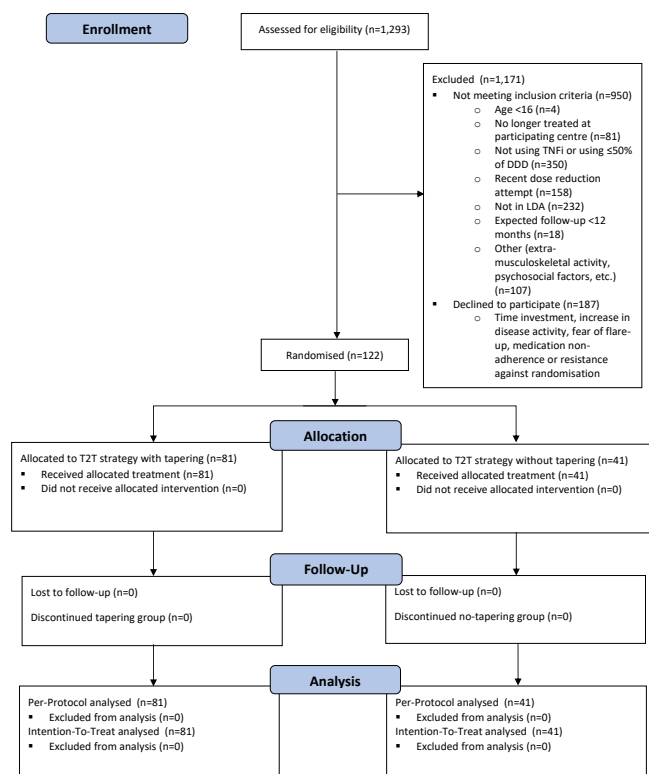 Enrollment
Assessed for eligibility (n=1,293)
Excluded (n=1,171)
▪ Not meeting inclusion criteria (n=950)
o Age <16 (n=4)
o No longer treated at
participating centre (n=81)
o Not using TNFi or using ≤50%
of DDD (n=350)
o Recent dose reduction
attempt (n=158)
o Not in LDA (n=232)
o Expected follow-up <12
months (n=18)
o Other (extra-
musculoskeletal activity,
psychosocial factors, etc.)
(n=107)
▪ Declined to participate (n=187)
o Time investment, increase in
disease activity, fear of flare-
up, medication non-
adherence or resistance
against randomisation
Randomised (n=122)
Allocation
Allocated to T2T strategy with tapering (n=81)
▪ Received allocated treatment (n=81)
▪ Did not receive allocated intervention (n=0)
Allocated to T2T strategy without tapering (n=41)
▪ Received allocated treatment (n=41)
▪ Did not receive allocated intervention (n=0)
Follow-Up
Lost to follow-up (n=0)
Discontinued tapering group (n=0)
Lost to follow-up (n=0)
Discontinued no-tapering group (n=0)
Analysis
Per-Protocol analysed (n=81)
▪ Excluded from analysis (n=0)
Intention-To-Treat analysed (n=81)
▪ Excluded from analysis (n=0)
Per-Protocol analysed (n=41)
▪ Excluded from analysis (n=0)
Intention-To-Treat analysed (n=41)
▪ Excluded from analysis (n=0)